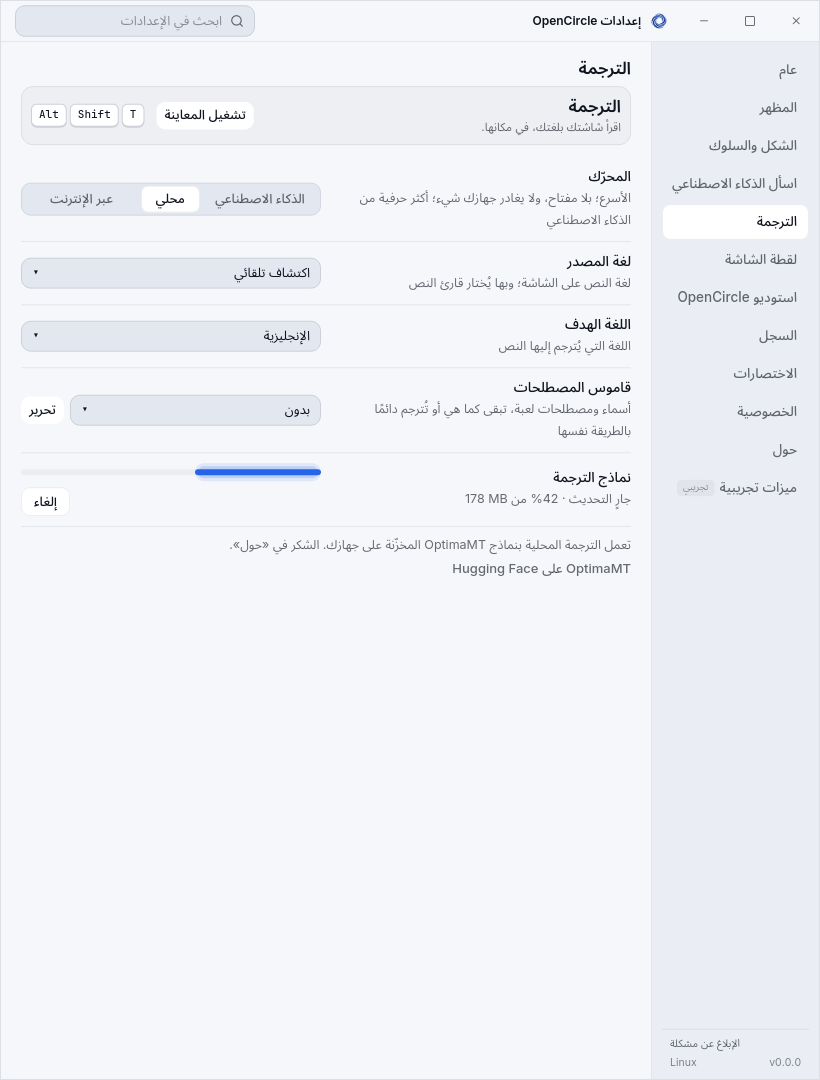 إعدادات OpenCircle
ابحث في الإعدادات
عام
المظهر
الشكل والسلوك
اسأل الذكاء الاصطناعي
الترجمة
لقطة الشاشة
استوديو OpenCircle
السجل
الاختصارات
الخصوصية
حول
ميزات تجريبية تجريبي
الإبلاغ عن مشكلة
v0.0.0 Linux
الترجمة
الترجمة
اقرأ شاشتك بلغتك، في مكانها.
تشغيل المعاينة
Alt Shift T
المحرّك
الأسرع؛ بلا مفتاح، ولا يغادر جهازك شيء؛ أكثر حرفية من
الذكاء الاصطناعي
الذكاء الاصطناعي محلي عبر الإنترنت
لغة المصدر
لغة النص على الشاشة؛ وبها يُختار قارئ النص
اكتشاف تلقائي
اللغة الهدف
اللغة التي يُترجم إليها النص
الإنجليزية
قاموس المصطلحات
أسماء ومصطلحات لعبة، تبقى كما هي أو تُترجم دائمًا
بالطريقة نفسها
بدون
تحرير
نماذج الترجمة
جارٍ التحديث · 42% من 178 MB
إلغاء
تعمل الترجمة المحلية بنماذج OptimaMT المخزّنة على جهازك. الشكر في «حول».
OptimaMT على Hugging Face